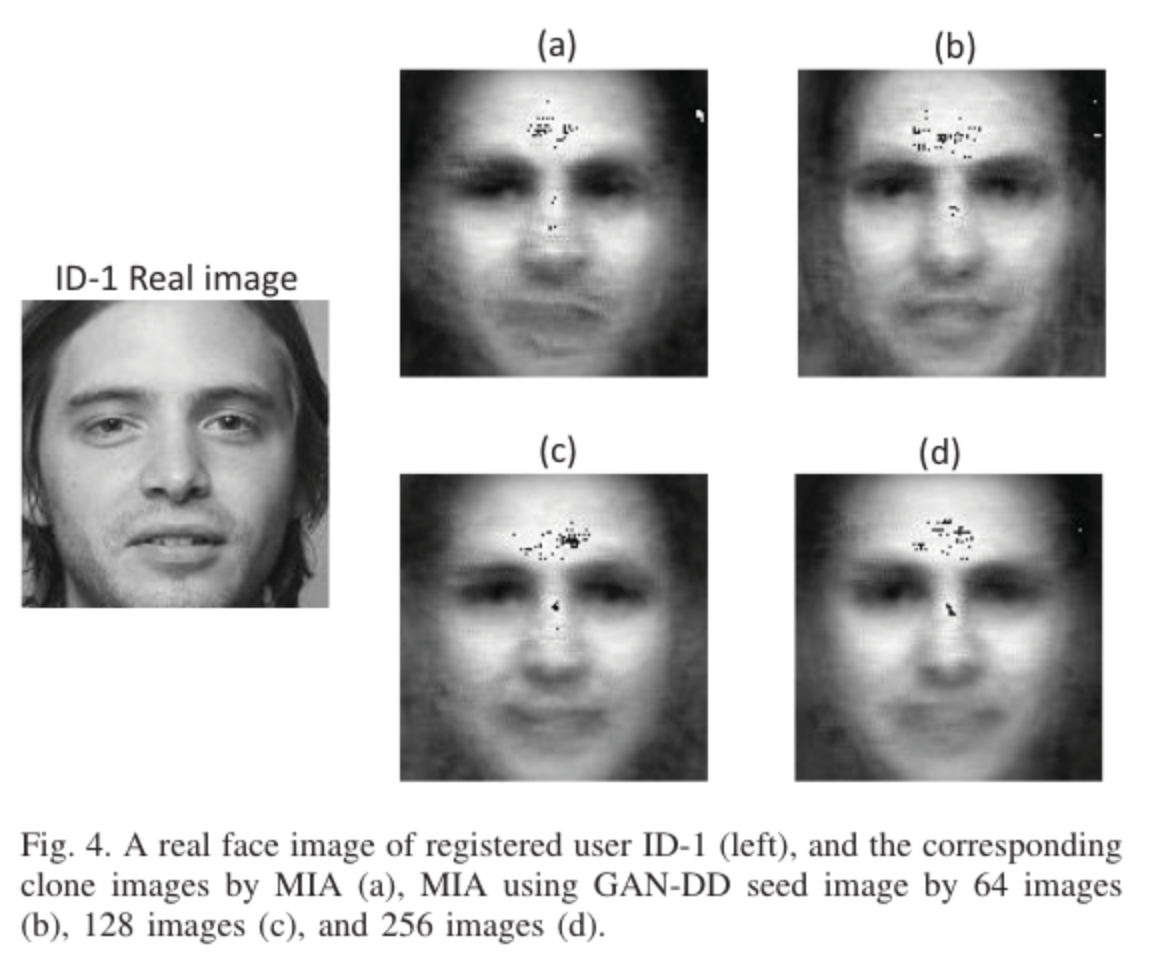 (a)
(b)
ID-1 Real image
(c)
(d)
Fig. 4. A real face image of registered user ID-1 (left), and the corresponding
clone images by MIA (a), MIA using GAN-DD seed image by 64 images
(b), 128 images (c), and 256 images (d).